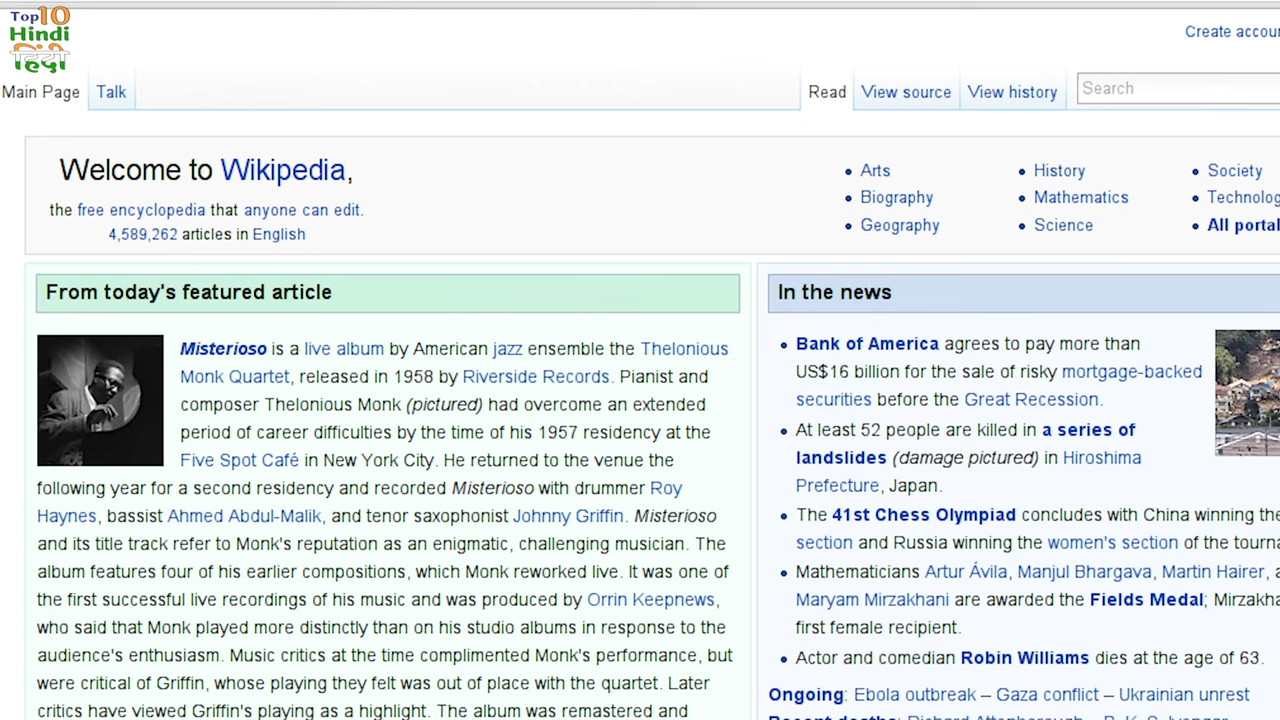 Top10
Hindi
हिंदी
Create accou
Main Page
Talk
Read
View source
View history
Search
Welcome to Wikipedia,
the free encyclopedia that anyone can edit.
4,589,262 articles in English
Arts
Biography
Geography
History
Mathematics
Science
Society
Technolog
All portal
From today's featured article
Misterioso is a live album by American jazz ensemble the Thelonious
Monk Quartet, released in 1958 by Riverside Records. Pianist and
composer Thelonious Monk (pictured) had overcome an extended
period of career difficulties by the time of his 1957 residency at the
Five Spot Café in New York City. He returned to the venue the
following year for a second residency and recorded Misterioso with drummer Roy
Haynes, bassist Ahmed Abdul-Malik, and tenor saxophonist Johnny Griffin. Misterioso
and its title track refer to Monk's reputation as an enigmatic, challenging musician. The
album features four of his earlier compositions, which Monk reworked live. It was one of
the first successful live recordings of his music and was produced by Orrin Keepnews,
who said that Monk played more distinctly than on his studio albums in response to the
audience's enthusiasm. Music critics at the time complimented Monk's performance, but
were critical of Griffin, whose playing they felt was out of place with the quartet. Later
critics have viewed Griffin's playing as a highlight. The album was remastered and
In the news
Bank of America agrees to pay more than
US$16 billion for the sale of risky mortgage-backed
securities before the Great Recession.
At least 52 people are killed in a series of
landslides (damage pictured) in Hiroshima
Prefecture, Japan.
The 41st Chess Olympiad concludes with China winning the
section and Russia winning the women's section of the tourna
Mathematicians Artur Ávila, Manjul Bhargava, Martin Hairer, a
Maryam Mirzakhani are awarded the Fields Medal; Mirzakha
first female recipient.
Actor and comedian Robin Williams dies at the age of 63.
Ongoing: Ebola outbreak – Gaza conflict – Ukrainian unrest
Recent deaths: Richard Attenborough